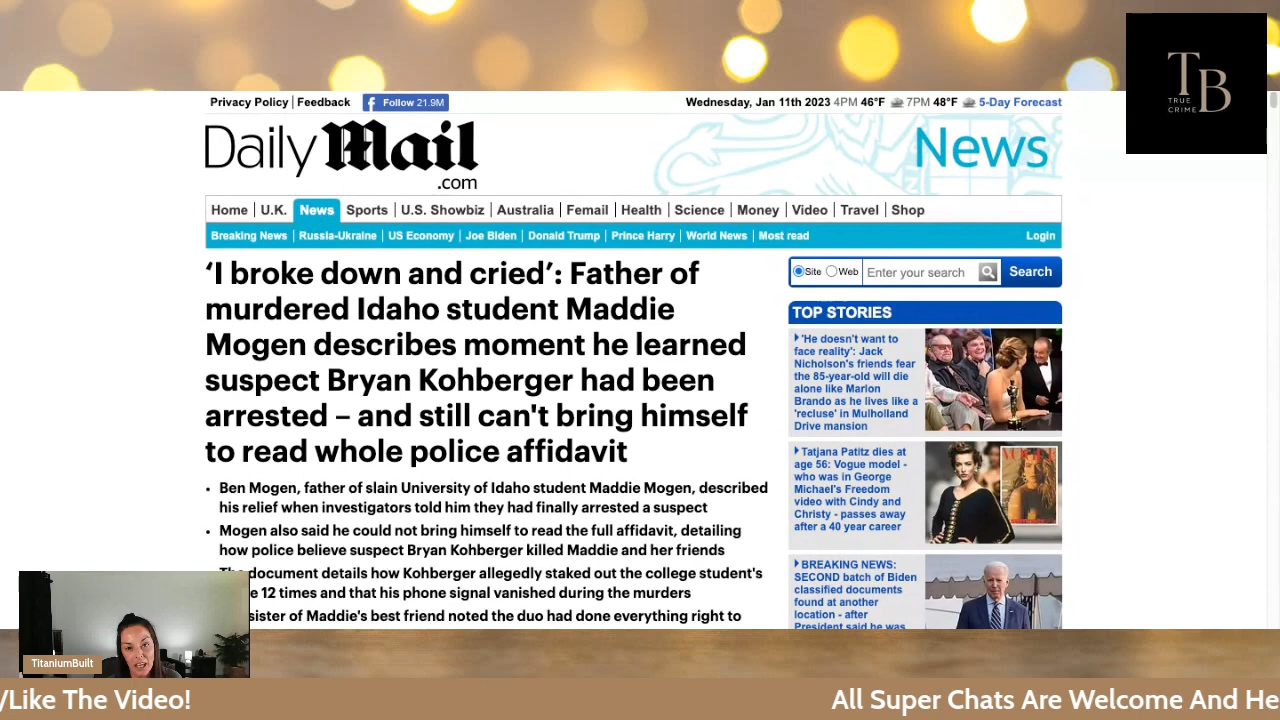 Privacy Policy | Feedback
Follow 21.9M
Wednesday, Jan 11th 2023 4PM 46°F 7PM 48°F 5-Day Forecast
TB
TRUE
CRIME
Daily Mail
.com
News
Home U.K. News Sports U.S. Showbiz Australia Femail Health Science Money Video Travel Shop
Breaking News Russia-Ukraine US Economy Joe Biden Donald Trump Prince Harry World News Most read Login
‘I broke down and cried’: Father of
murdered Idaho student Maddie
Mogen describes moment he learned
suspect Bryan Kohberger had been
arrested – and still can't bring himself
to read whole police affidavit
• Ben Mogen, father of slain University of Idaho student Maddie Mogen, described
his relief when investigators told him they had finally arrested a suspect
• Mogen also said he could not bring himself to read the full affidavit, detailing
how police believe suspect Bryan Kohberger killed Maddie and her friends
document details how Kohberger allegedly staked out the college student's
12 times and that his phone signal vanished during the murders
sister of Maddie's best friend noted the duo had done everything right to
Site Web Enter your search Search
TOP STORIES
'He doesn't want to
face reality': Jack
Nicholson's friends fear
the 85-year-old will die
alone like Marlon
Brando as he lives like a
'recluse' in Mulholland
Drive mansion
Tatjana Patitz dies at
age 56: Vogue model -
who was in George
Michael's Freedom
video with Cindy and
Christy - passes away
after a 40 year career
VOGUE
BREAKING NEWS:
SECOND batch of Biden
classified documents
found at another
location - after
President said he was
TitaniumBuilt
/Like The Video!
All Super Chats Are Welcome And He